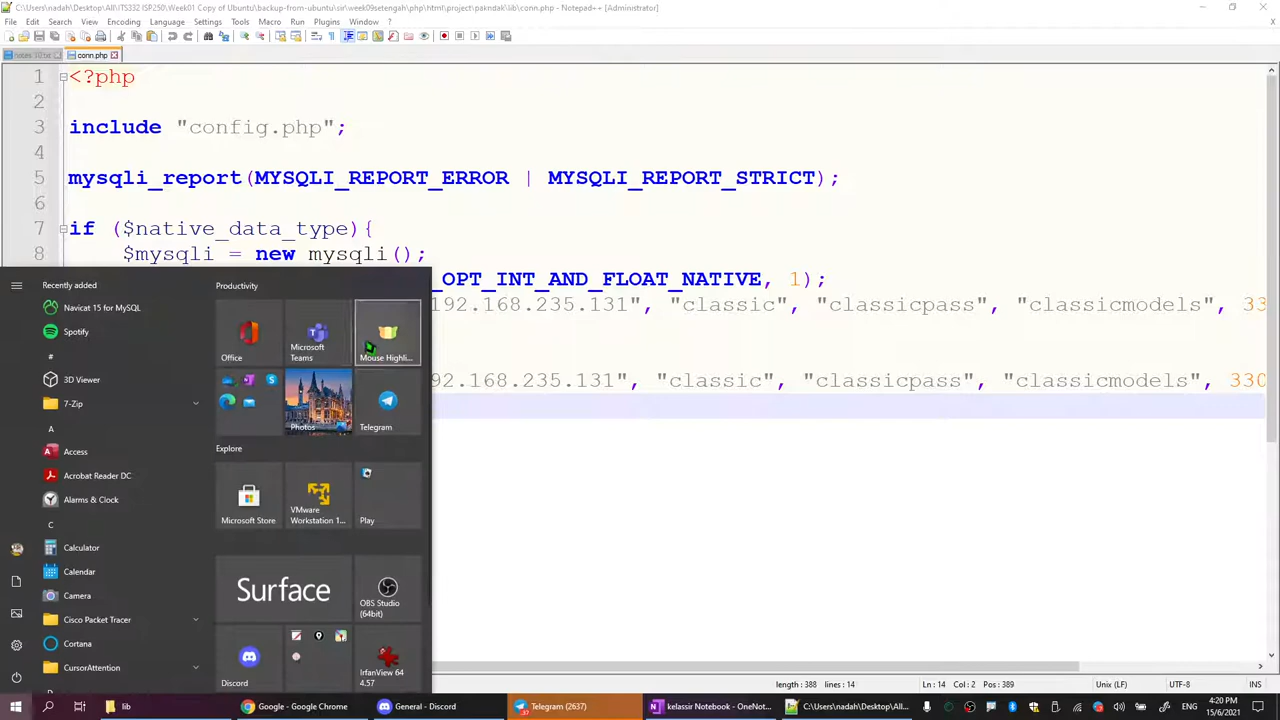 C:\Users\nadah\Desktop\All\ITS332 ISP250\Week01 Copy of Ubuntu\backup-from-ubuntu\sir\week09setengah\php\html\project\pakndak\lib\conn.php - Notepad++ [Administrator]
File Edit Search View Encoding Language Settings Tools Macro Run Plugins Window ?
conn.php
1 <?php
2
3 include "config.php";
4
5 mysqli_report(MYSQLI_REPORT_ERROR | MYSQLI_REPORT_STRICT);
6
7 if ($native_data_type){
8 $mysqli = new mysqli();
_OPT_INT_AND_FLOAT_NATIVE, 1);
92.168.235.131", "classic", "classicpass", "classicmodels", 33
92.168.235.131", "classic", "classicpass", "classicmodels", 330
Recently added
Navicat 15 for MySQL
Spotify
#
3D Viewer
7-Zip
A
Access
Acrobat Reader DC
Alarms & Clock
C
Calculator
Calendar
Camera
Cisco Packet Tracer
Cortana
CursorAttention
Productivity
Office
Microsoft Teams
Mouse Highli...
Photos
Telegram
Explore
Microsoft Store
VMware Workstation 1...
Play
Surface
OBS Studio (64bit)
Discord
IrfanView 64 4.57
length : 388 lines : 14
Ln : 14 Col : 2 Pos : 389
Unix (LF)
UTF-8
INS
lib
Google - Google Chrome
General - Discord
Telegram (2637)
kelassir Notebook - OneNot...
C:\Users\nadah\Desktop\All...
4:20 PM
15/6/2021